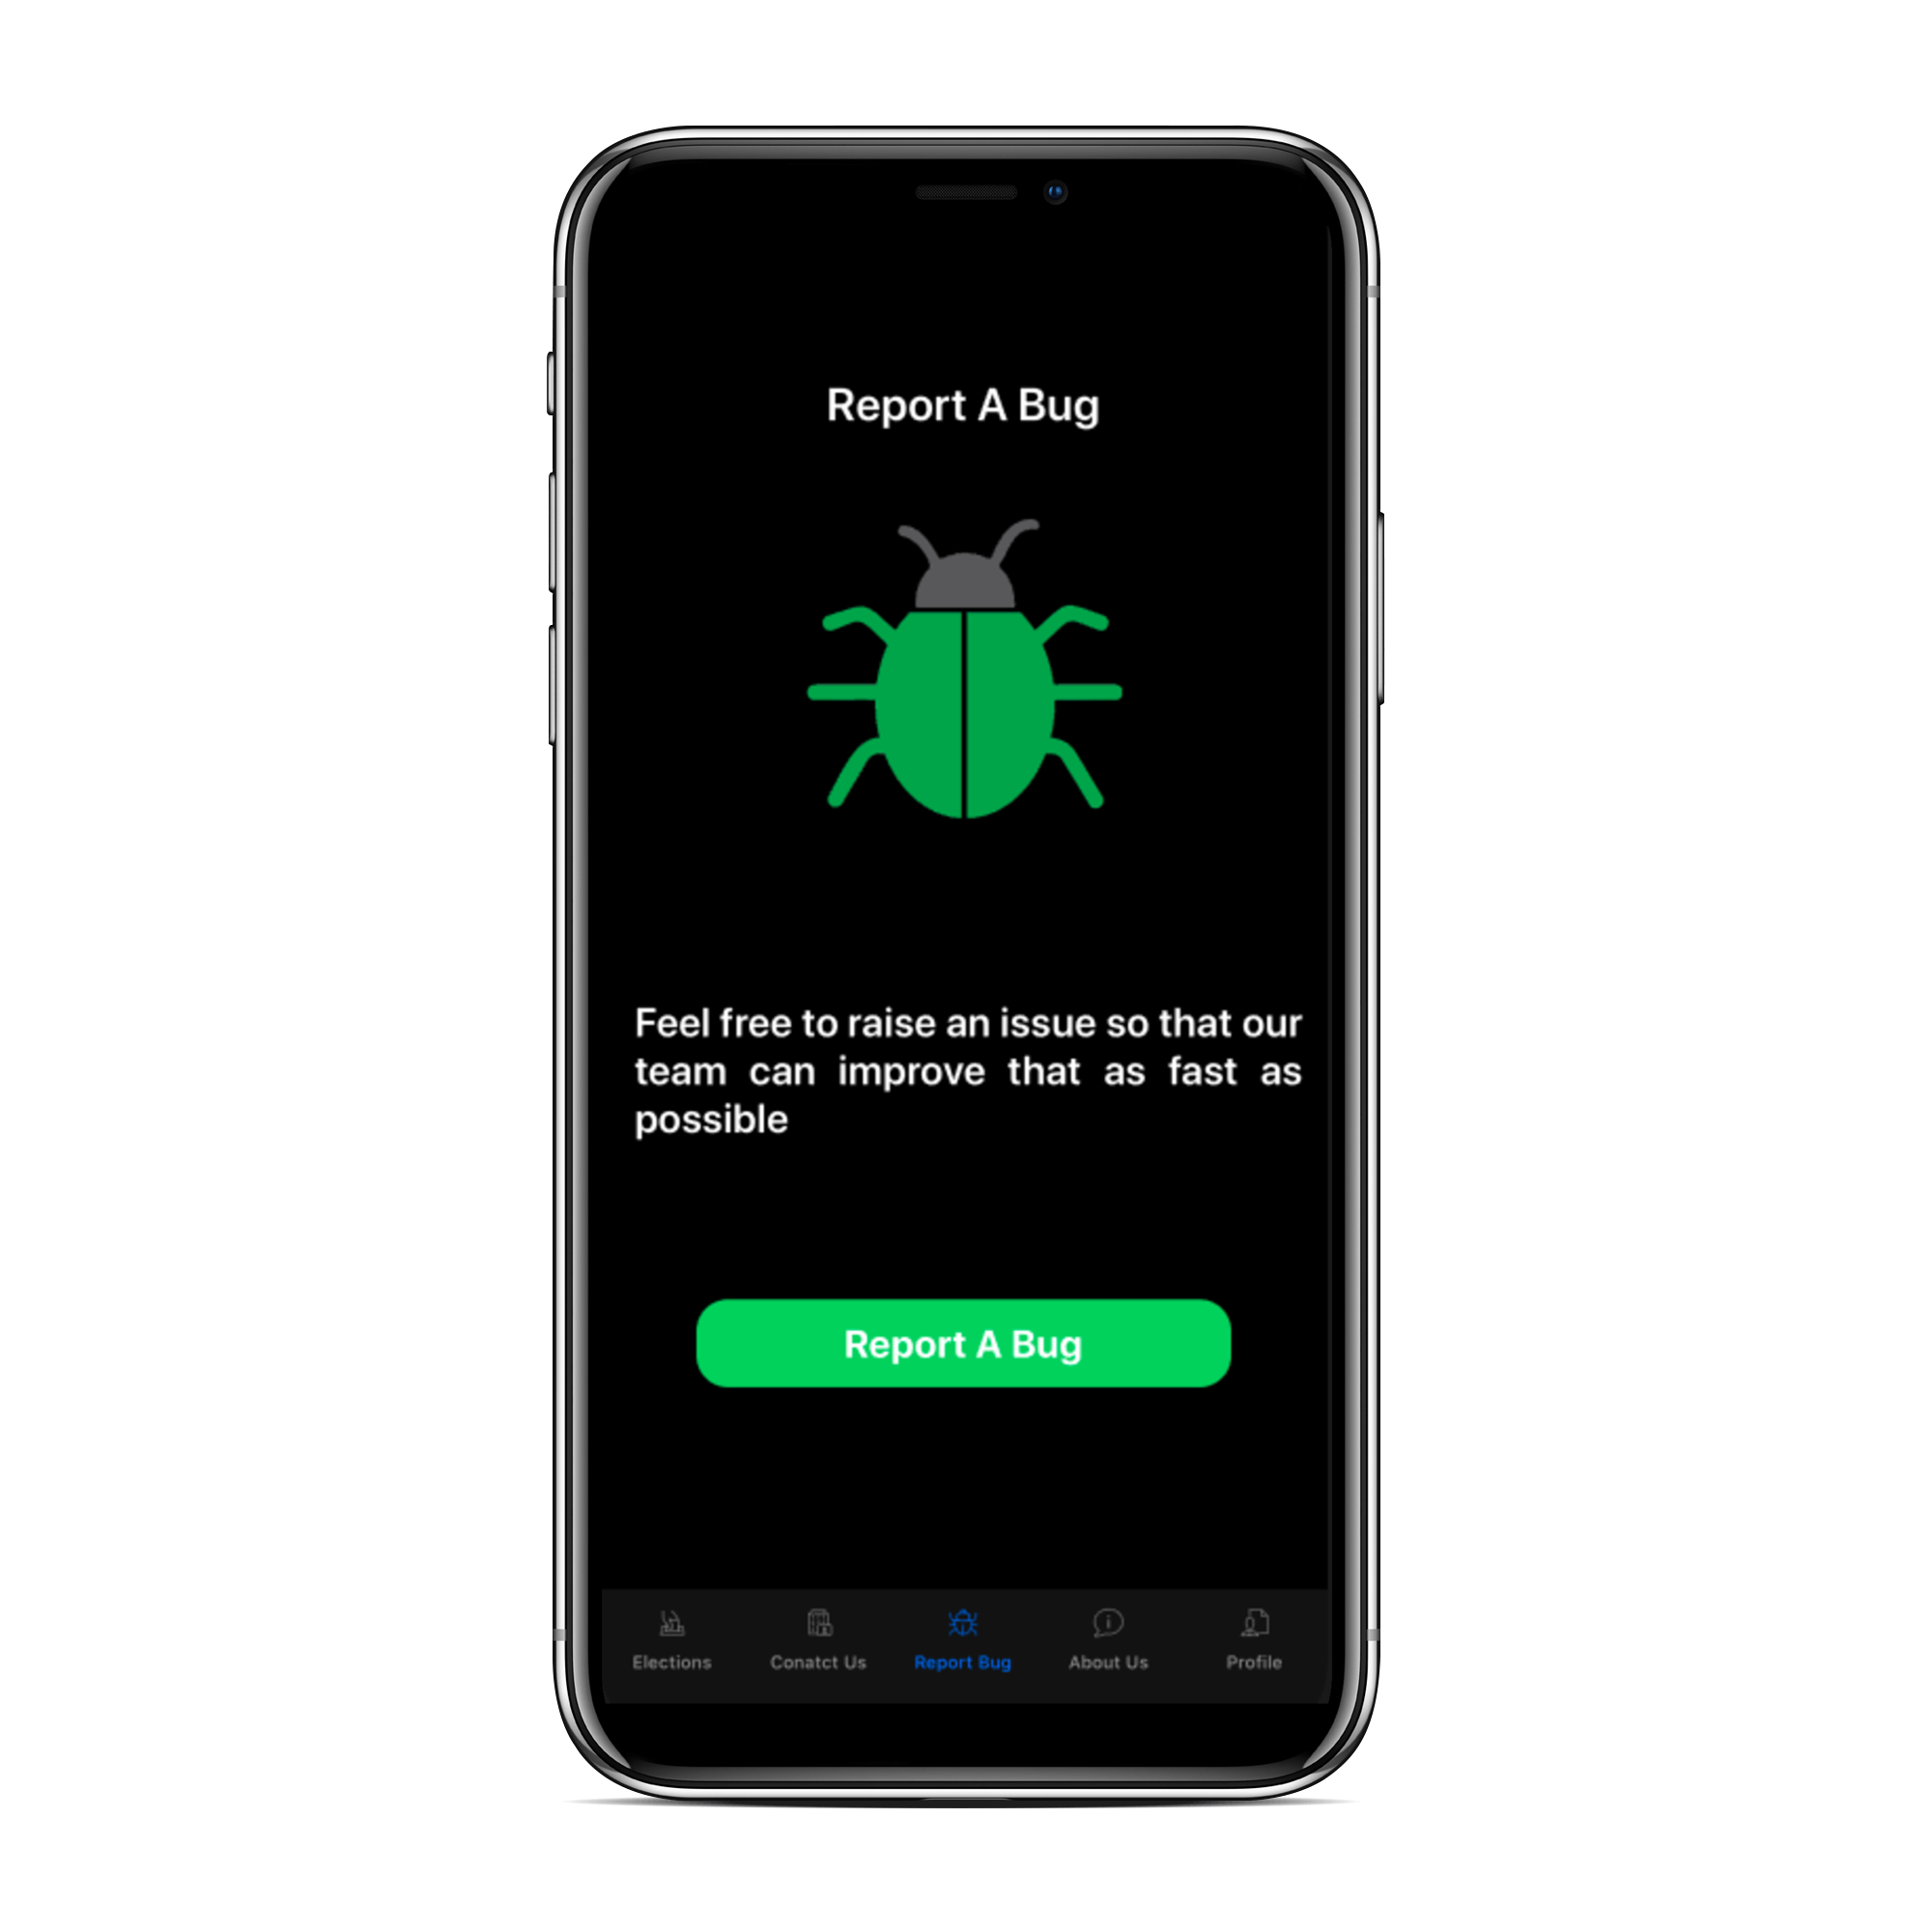 Report A Bug
Feel free to raise an issue so that our
team can improve that as fast as
possible
Report A Bug
Elections
Conatct Us
Report Bug
About Us
Profile